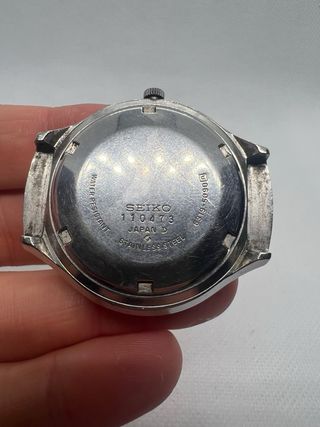 SEIKO
110473
JAPAN D
STAINLESS STEEL
WATER RESISTANT